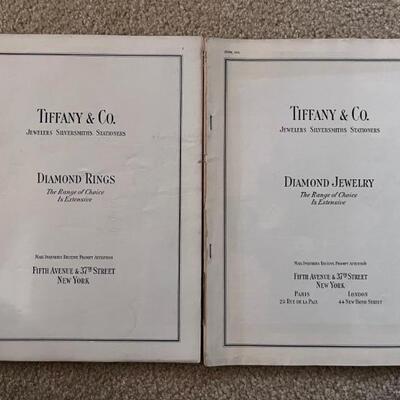 TIFFANY & CO.
JEWELERS SILVERSMITHS STATIONERS
DIAMOND RINGS
The Range of Choice
Is Extensive
MAIL INQUIRIES RECEIVE PROMPT ATTENTION
FIFTH AVENUE & 37TH STREET
NEW YORK
TIFFANY & CO.
JEWELERS SILVERSMITHS STATIONERS
DIAMOND JEWELRY
The Range of Choice
Is Extensive
MAIL INQUIRIES RECEIVE PROMPT ATTENTION
FIFTH AVENUE & 37TH STREET
NEW YORK
PARIS LONDON
25 RUE DE LA PAIX 44 NEW BOND STREET